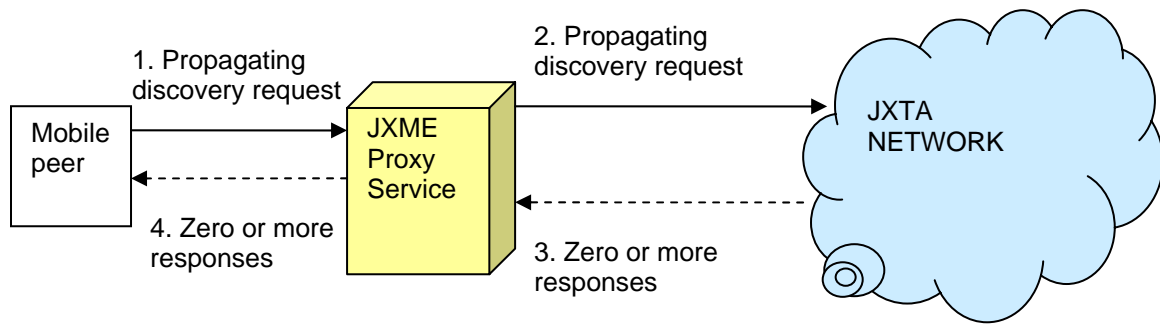 1. Propagating
discovery request
2. Propagating
discovery request
Mobile
peer
JXME
Proxy
Service
JXTA
NETWORK
4. Zero or more
responses
3. Zero or more
responses